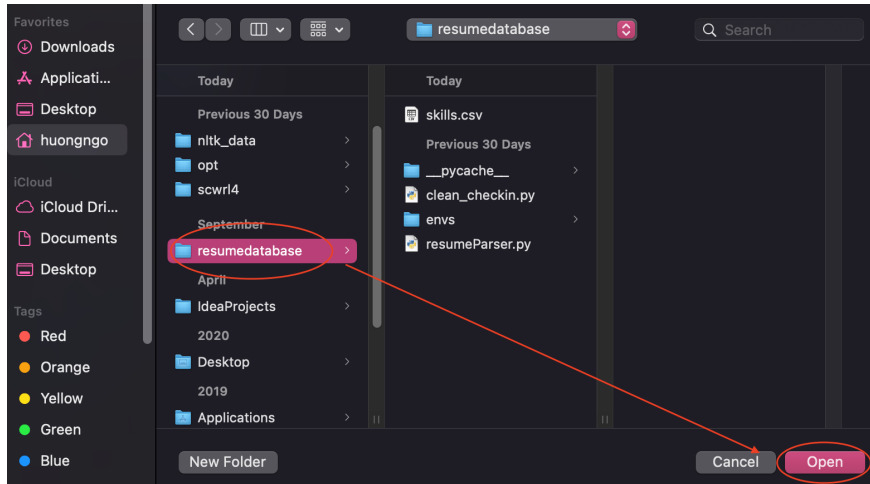 Favorites
Downloads
Applicati...
Desktop
huongngo
iCloud
iCloud Dri...
Documents
Desktop
Tags
Red
Orange
Yellow
Green
Blue
resumedatabase
Search
Today
Previous 30 Days
nltk_data
opt
scwrl4
September
resumedatabase
April
IdeaProjects
2020
Desktop
2019
Applications
Today
skills.csv
Previous 30 Days
__pycache__
clean_checkin.py
envs
resumeParser.py
New Folder
Cancel
Open